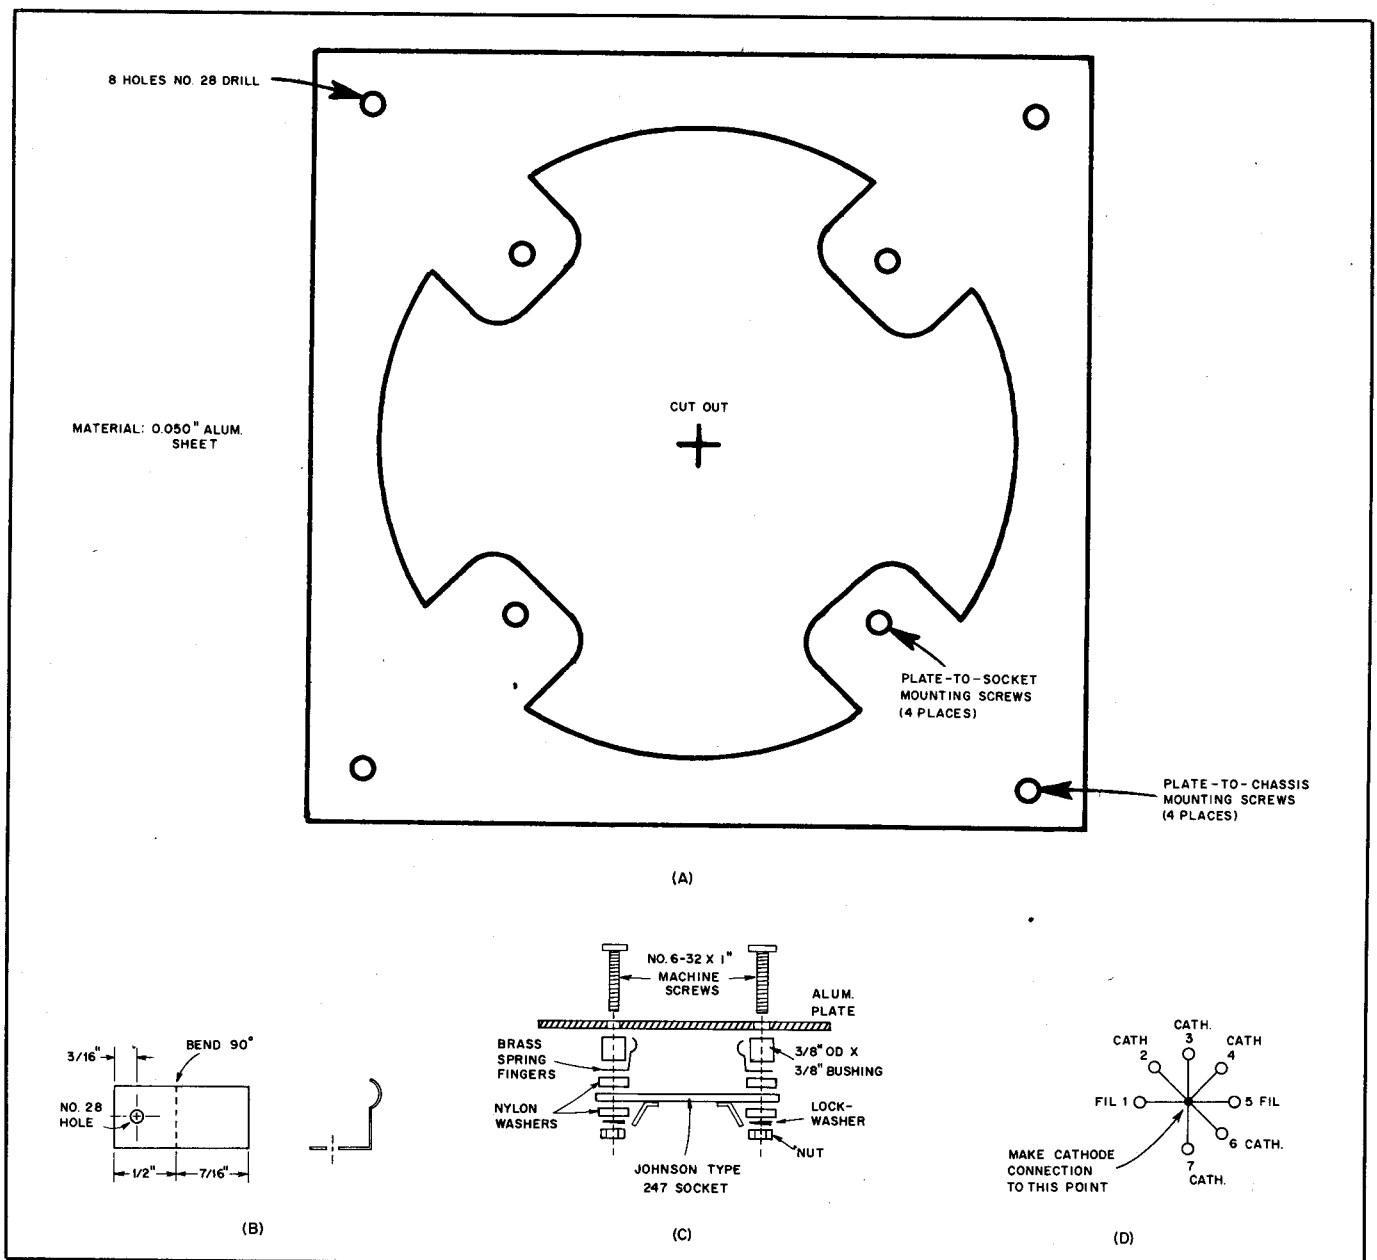 8 HOLES NO. 28 DRILL
CUT OUT
MATERIAL: 0.050" ALUM.
SHEET
PLATE-TO-SOCKET
MOUNTING SCREWS
(4 PLACES)
PLATE-TO-CHASSIS
MOUNTING SCREWS
(4 PLACES)
(A)
3/16"
BEND 90°
NO. 28
HOLE
1/2"
7/16"
(B)
NO. 6-32 X 1"
MACHINE
SCREWS
ALUM.
PLATE
BRASS
SPRING
FINGERS
3/8" OD X
3/8" BUSHING
NYLON
WASHERS
LOCK-
WASHER
NUT
JOHNSON TYPE
247 SOCKET
(C)
CATH.
3
CATH
2
CATH
4
FIL 1
5 FIL
6 CATH.
7
CATH.
MAKE CATHODE
CONNECTION
TO THIS POINT
(D)